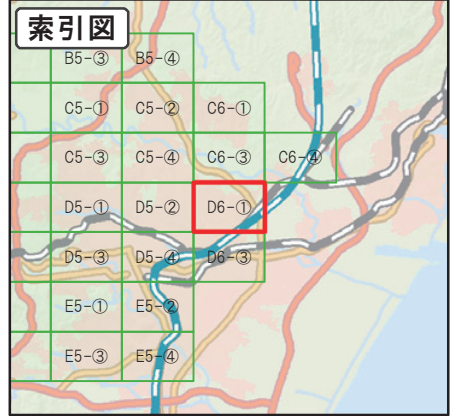 索引図
B5-③ B5-④
C5-① C5-② C6-①
C5-③ C5-④ C6-③ C6-④
D5-① D5-② D6-①
D5-③ D5-④ D6-③
E5-① E5-②
E5-③ E5-④